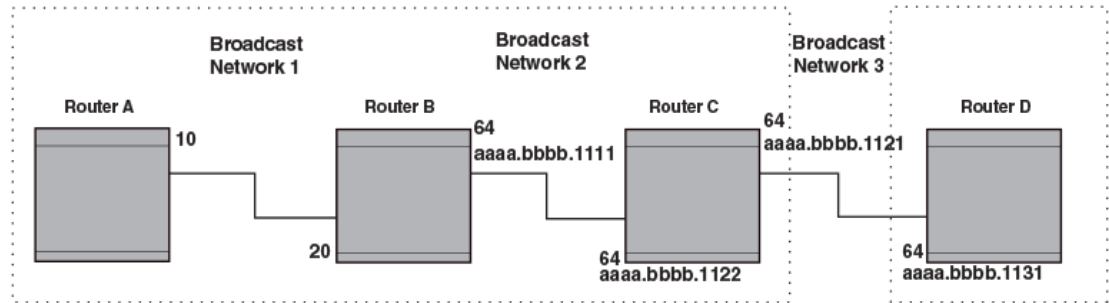 Broadcast
Network 1
Broadcast
Network 2
Broadcast
Network 3
Router A
Router B
Router C
Router D
10
64
aaaa.bbbb.1111
64
aaaa.bbbb.1121
20
64
aaaa.bbbb.1122
64
aaaa.bbbb.1131